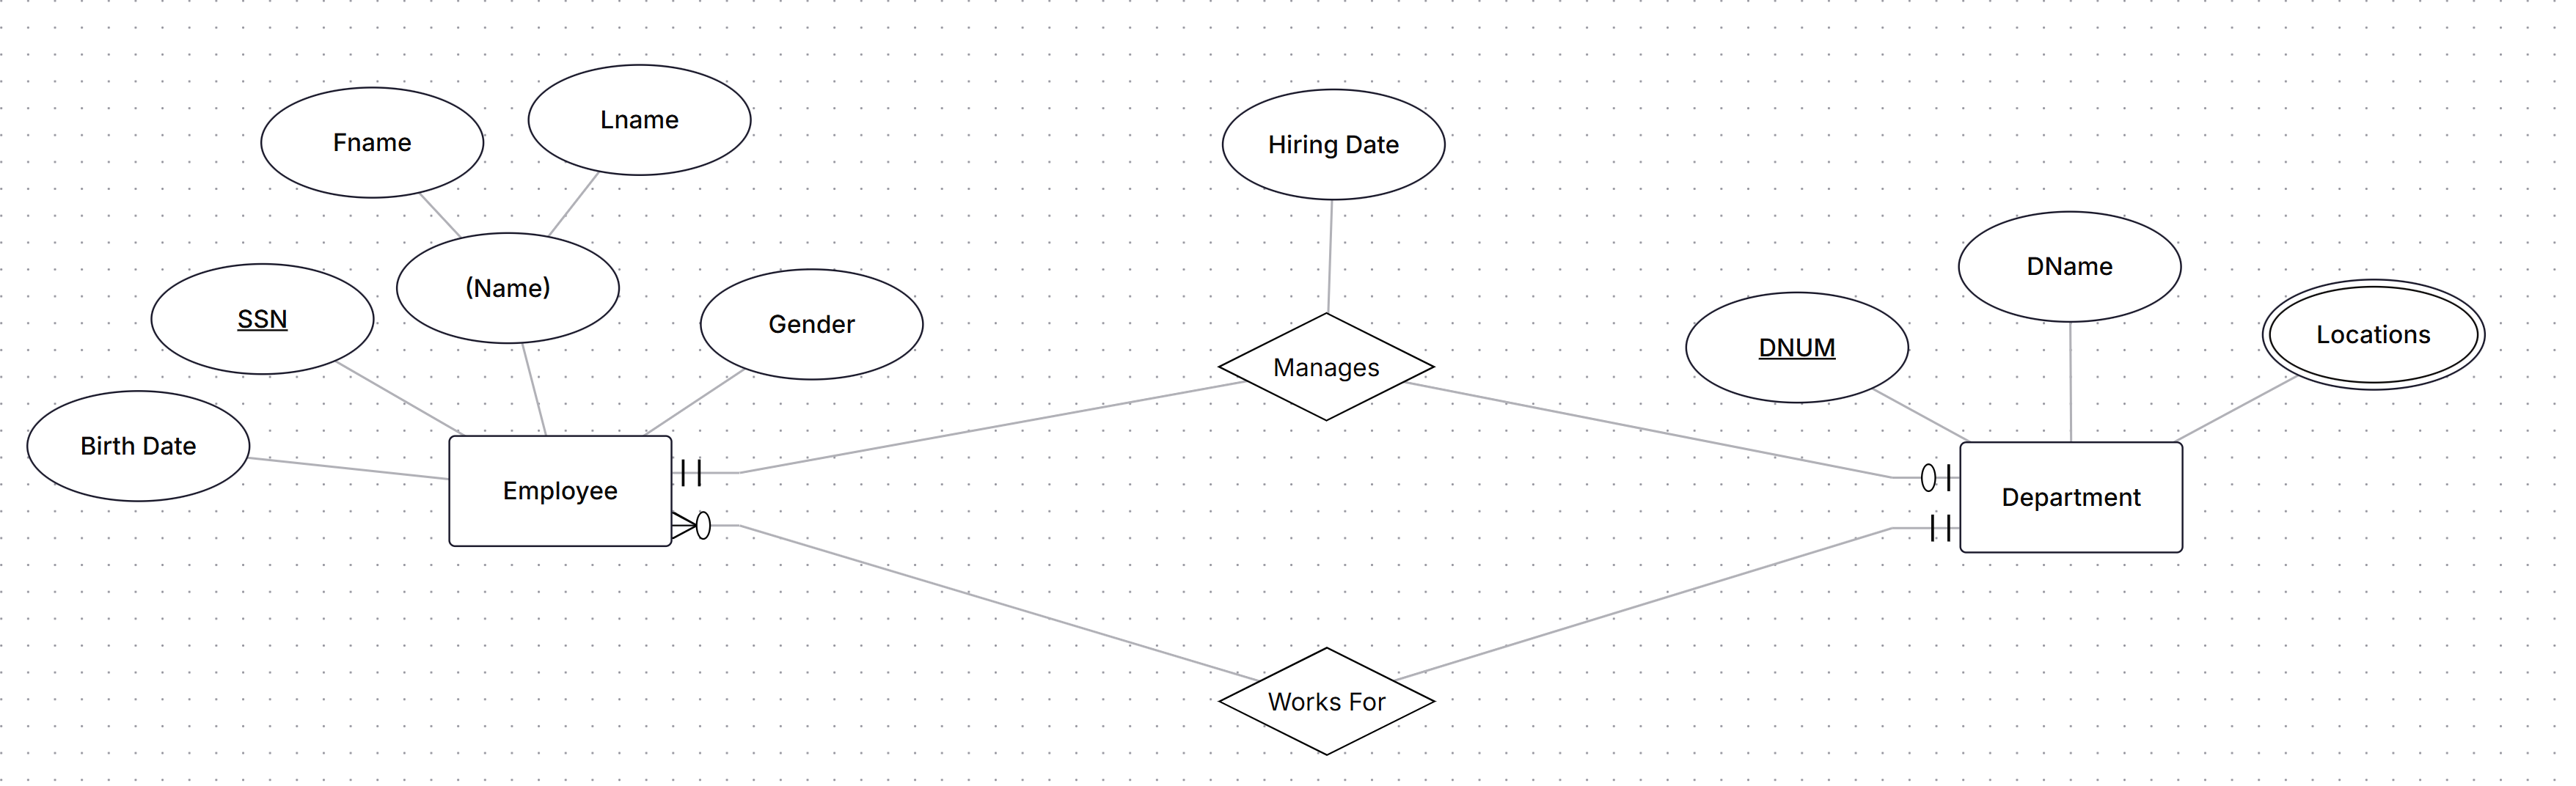 Lname
Fname
Hiring Date
DName
(Name)
SSN
Gender
Locations
DNUM
Manages
Birth Date
Employee
Department
Works For